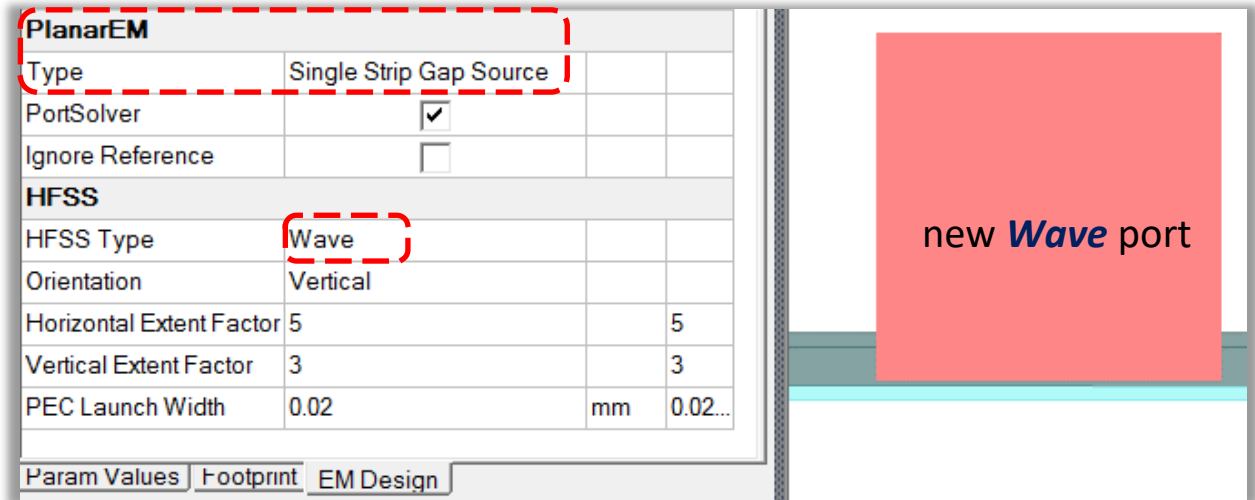 PlanarEM
Type Single Strip Gap Source
PortSolver
Ignore Reference
HFSS
HFSS Type Wave
Orientation Vertical
Horizontal Extent Factor 5 5
Vertical Extent Factor 3 3
PEC Launch Width 0.02 mm 0.02...
Param Values Footprint EM Design
new Wave port